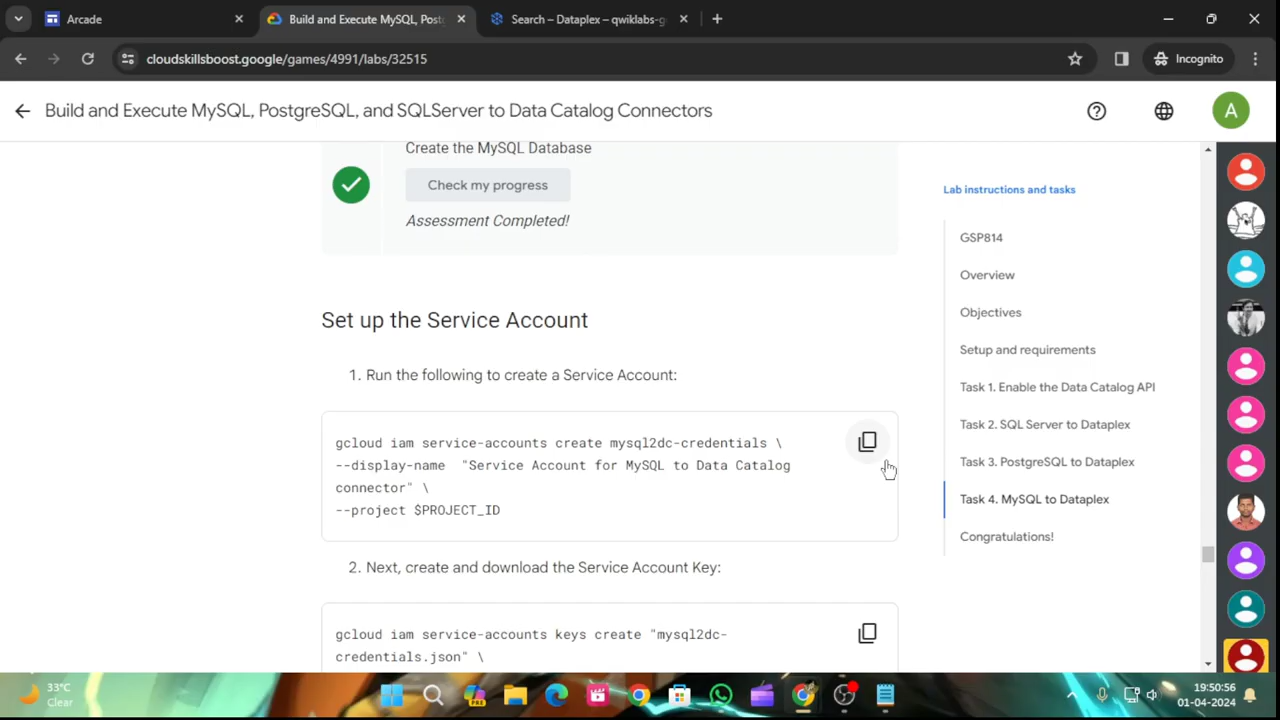 Arcade
Build and Execute MySQL, Post
Search – Dataplex – qwiklabs-g
cloudskillsboost.google/games/4991/labs/32515
Incognito
Build and Execute MySQL, PostgreSQL, and SQLServer to Data Catalog Connectors
A
Create the MySQL Database
Check my progress
Assessment Completed!
Set up the Service Account
1. Run the following to create a Service Account:
gcloud iam service-accounts create mysql2dc-credentials \
--display-name  "Service Account for MySQL to Data Catalog
connector" \
--project $PROJECT_ID
2. Next, create and download the Service Account Key:
gcloud iam service-accounts keys create "mysql2dc-
credentials.json" \
Lab instructions and tasks
GSP814
Overview
Objectives
Setup and requirements
Task 1. Enable the Data Catalog API
Task 2. SQL Server to Dataplex
Task 3. PostgreSQL to Dataplex
Task 4. MySQL to Dataplex
Congratulations!
33°C
Clear
PRE
19:50:56
01-04-2024